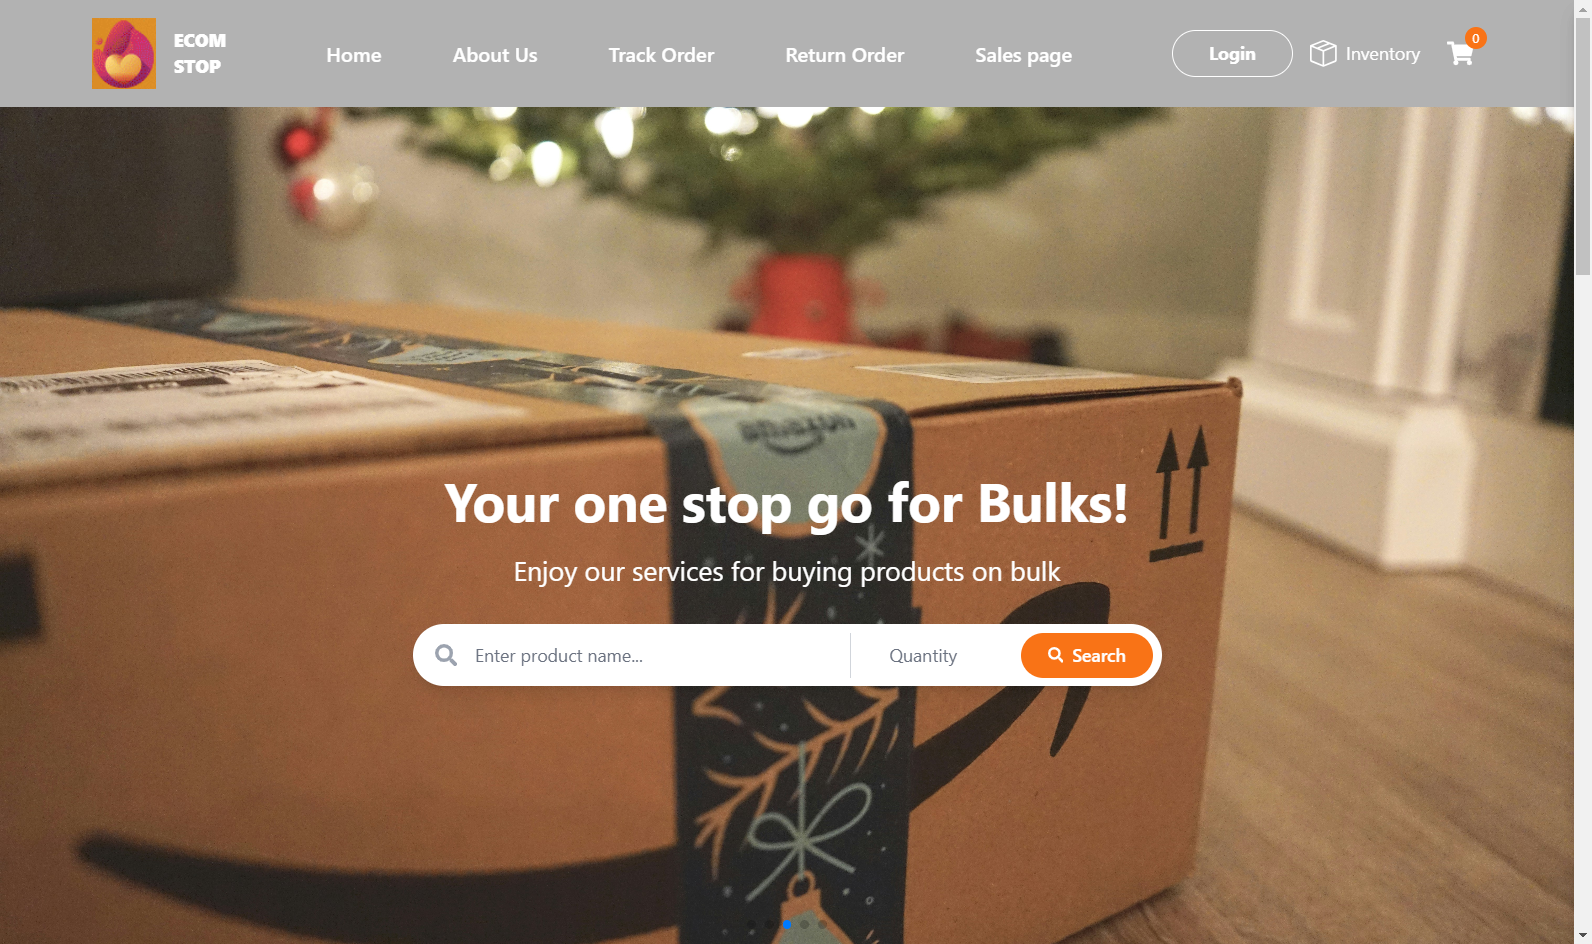 ECOM
STOP
Home
About Us
Track Order
Return Order
Sales page
Login
Inventory
0
amazon
Your one stop go for Bulks!
Enjoy our services for buying products on bulk
Enter product name...
Quantity
Search